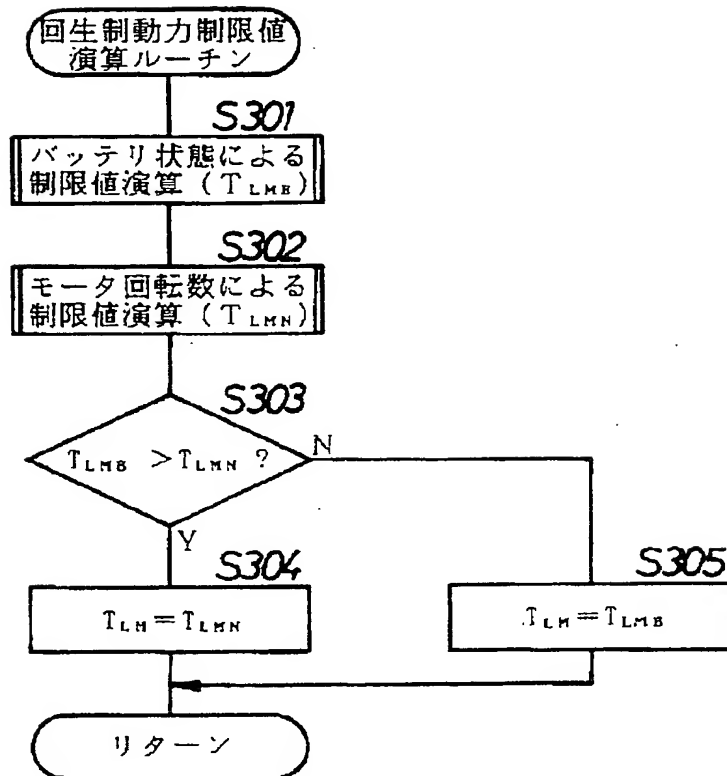 回生制動力制限値
演算ルーチン
S301
バッテリ状態による
制限値演算(TLMB)
S302
モータ回転数による
制限値演算(TLMN)
S303
TLMB >TLMN ?
N
Y
S304
TLM=TLMN
S305
TLM=TLMB
リターン